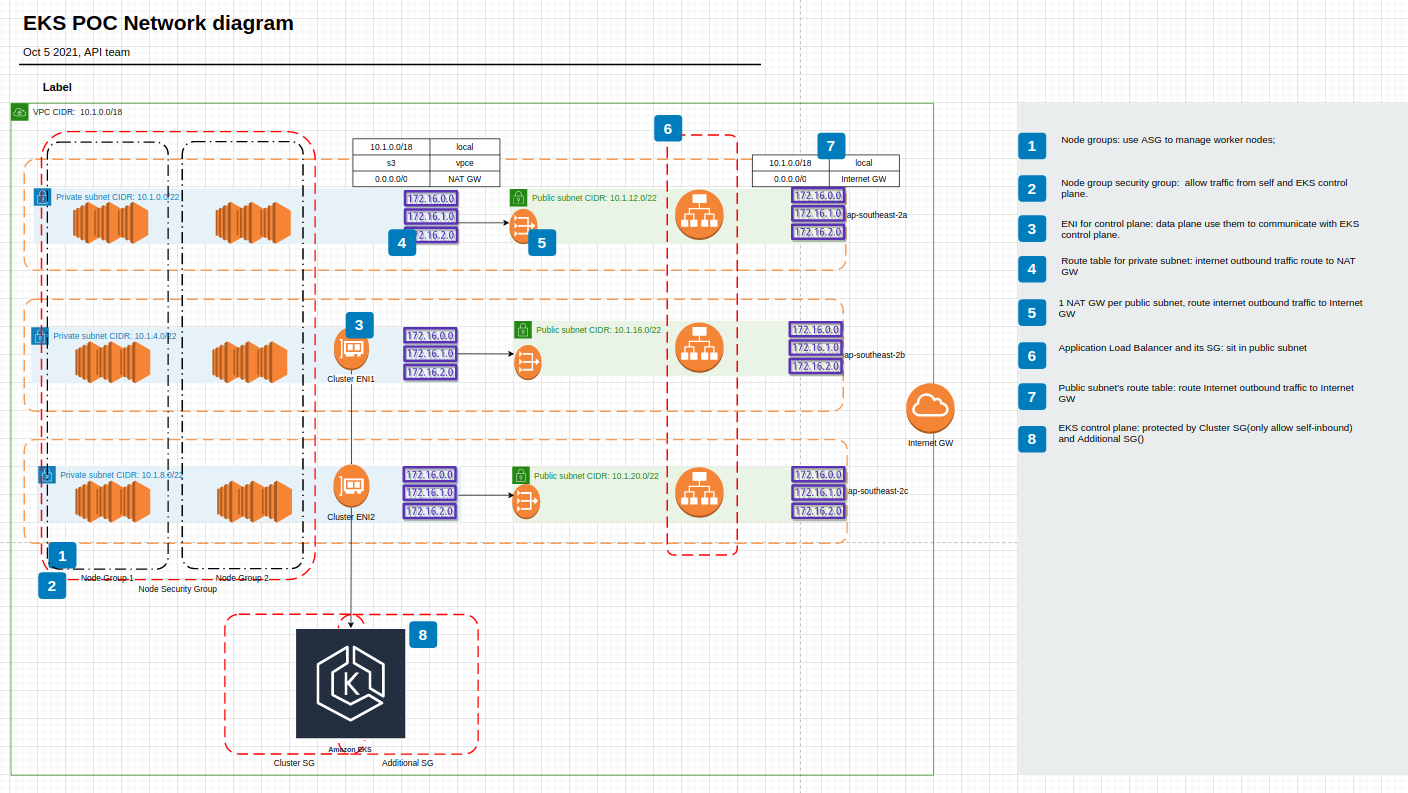 EKS POC Network diagram
Oct 5 2021, API team
Label
VPC CIDR: 10.1.0.0/18
6
7
10.1.0.0/18 local
s3 vpce
0.0.0.0/0 NAT GW
10.1.0.0/18 local
0.0.0.0/0 Internet GW
Private subnet CIDR: 10.1.0.0/22
172.16.0.0
172.16.1.0
172.16.2.0
4
Public subnet CIDR: 10.1.12.0/22
5
172.16.0.0
172.16.1.0
172.16.2.0
ap-southeast-2a
3
Private subnet CIDR: 10.1.4.0/22
Cluster ENI1
172.16.0.0
172.16.1.0
172.16.2.0
Public subnet CIDR: 10.1.16.0/22
172.16.0.0
172.16.1.0
172.16.2.0
ap-southeast-2b
Internet GW
Private subnet CIDR: 10.1.8.0/22
Cluster ENI2
172.16.0.0
172.16.1.0
172.16.2.0
Public subnet CIDR: 10.1.20.0/22
172.16.0.0
172.16.1.0
172.16.2.0
ap-southeast-2c
1
2
Node Group 1
Node Group 2
Node Security Group
8
K
Amazon EKS
Cluster SG
Additional SG
1
Node groups: use ASG to manage worker nodes;
2
Node group security group: allow traffic from self and EKS control
plane.
3
ENI for control plane: data plane use them to communicate with EKS
control plane.
4
Route table for private subnet: internet outbound traffic route to NAT
GW
5
1 NAT GW per public subnet, route internet outbound traffic to Internet
GW
6
Application Load Balancer and its SG: sit in public subnet
7
Public subnet's route table: route Internet outbound traffic to Internet
GW
8
EKS control plane: protected by Cluster SG(only allow self-inbound)
and Additional SG()